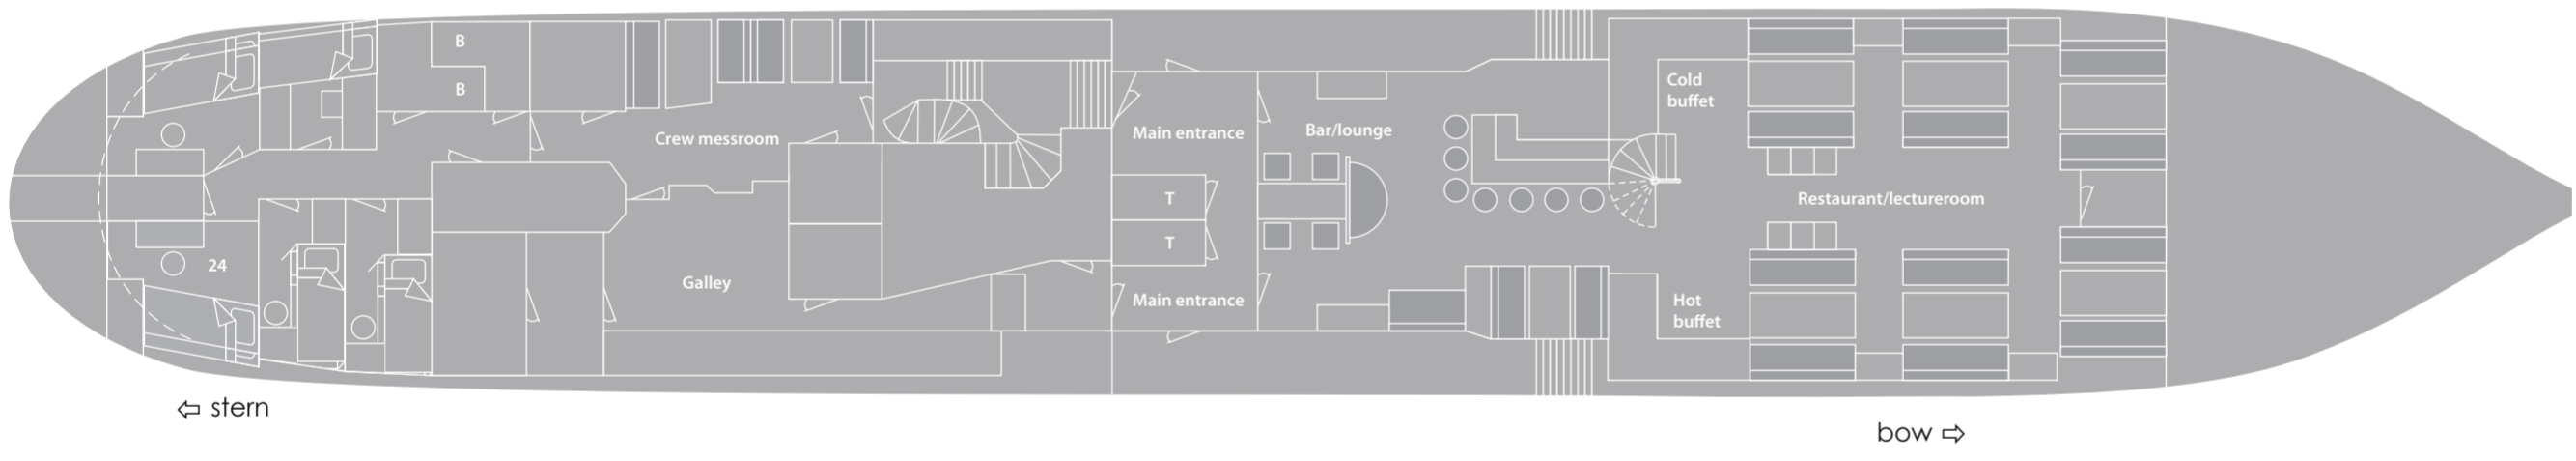 B
B
Crew messroom
Main entrance
Bar/lounge
Cold
buffet
T
T
Restaurant/lectureroom
24
Galley
Main entrance
Hot
buffet
⇦ stern
bow ⇨